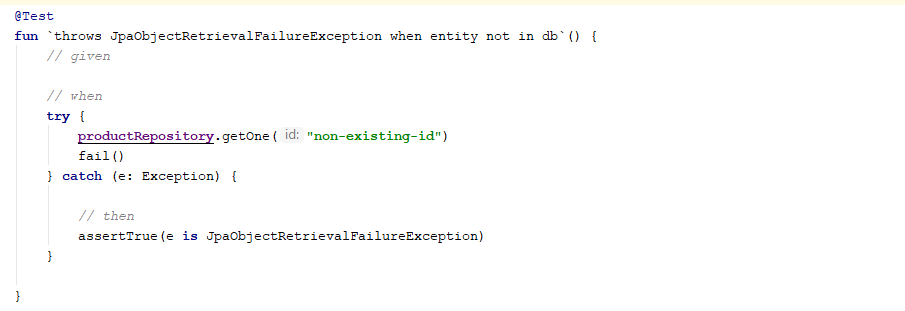 @Test
fun `throws JpaObjectRetrievalFailureException when entity not in db`() {
// given
// when
try {
productRepository.getOne( id: "non-existing-id")
fail()
} catch (e: Exception) {
// then
assertTrue(e is JpaObjectRetrievalFailureException)
}
}